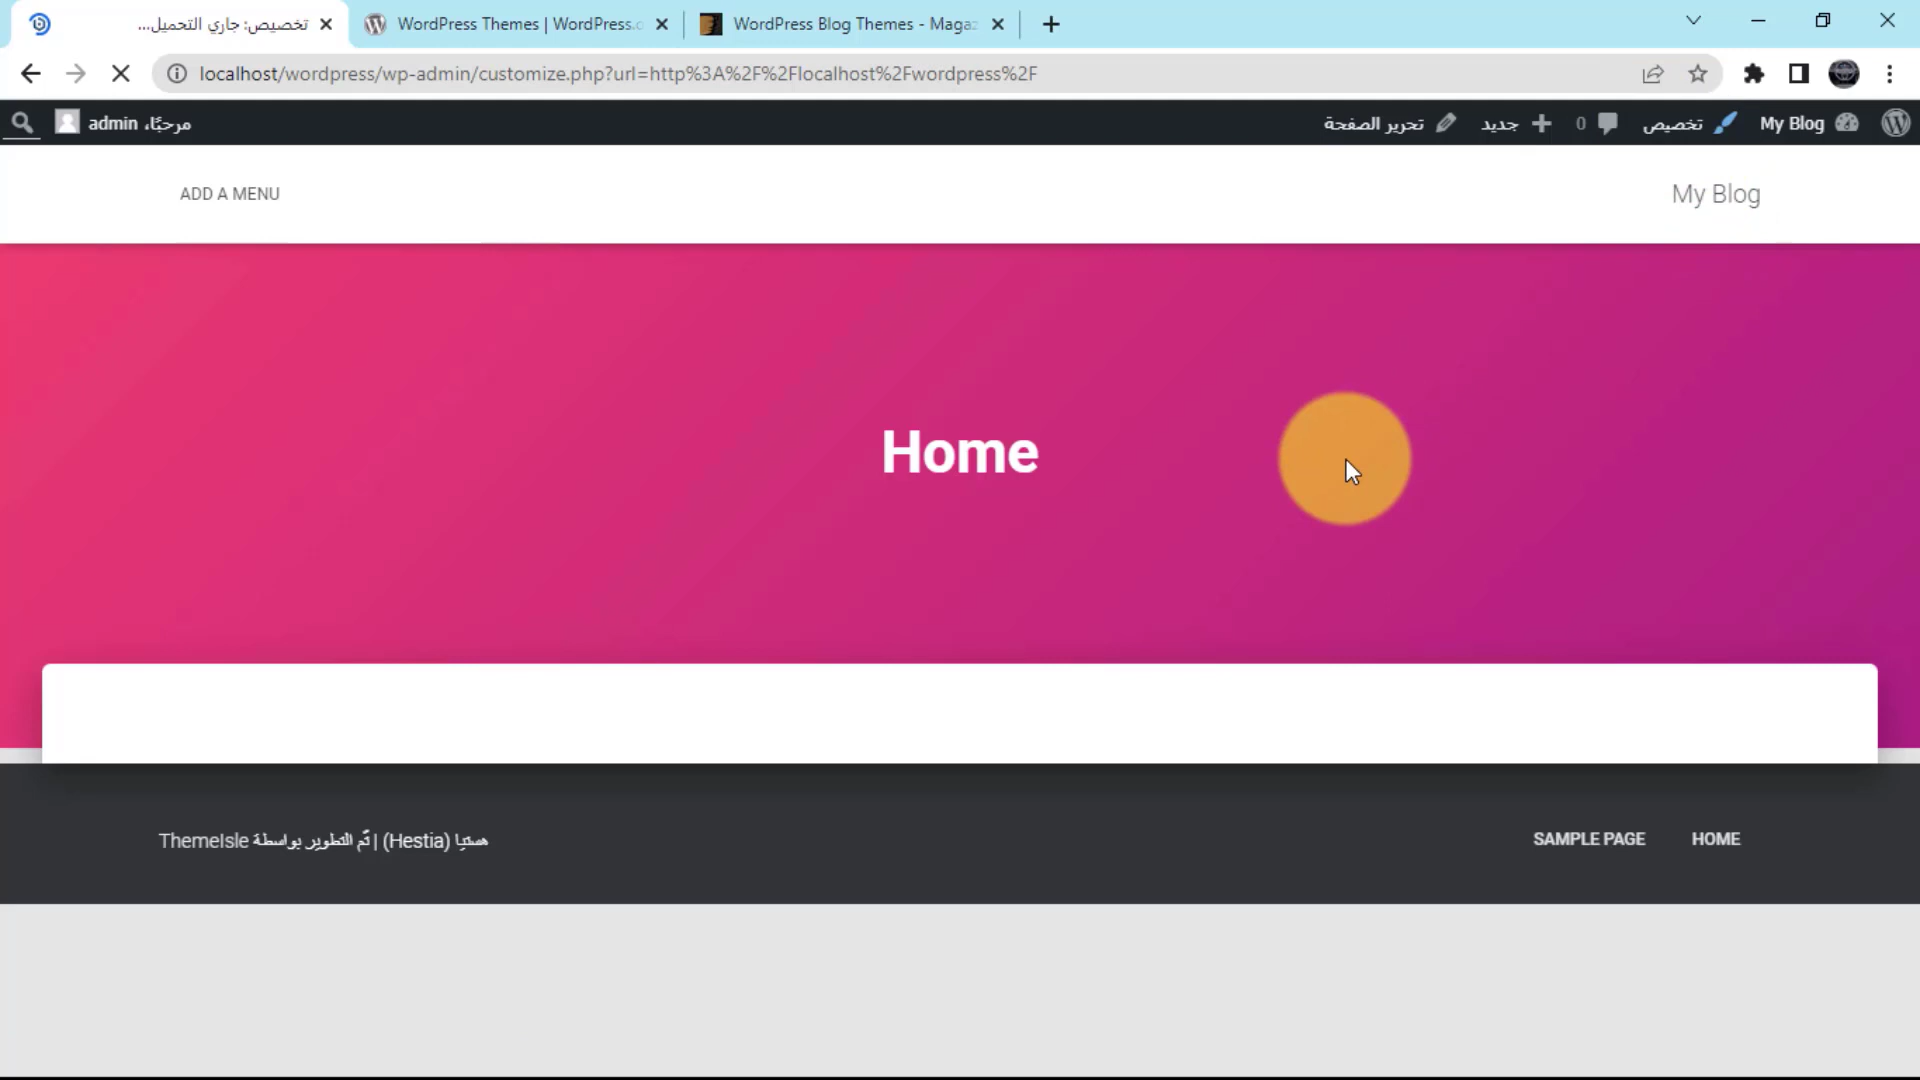 تخصيص: جاري التحميل...
WordPress Themes | WordPress.o
WordPress Blog Themes - Magaz
localhost/wordpress/wp-admin/customize.php?url=http%3A%2F%2Flocalhost%2Fwordpress%2F
My Blog
تخصيص
0
جديد
تحرير الصفحة
مرحبًا، admin
ADD A MENU
My Blog
Home
هستيا (Hestia) | تم التطوير بواسطة ThemeIsle
SAMPLE PAGE
HOME